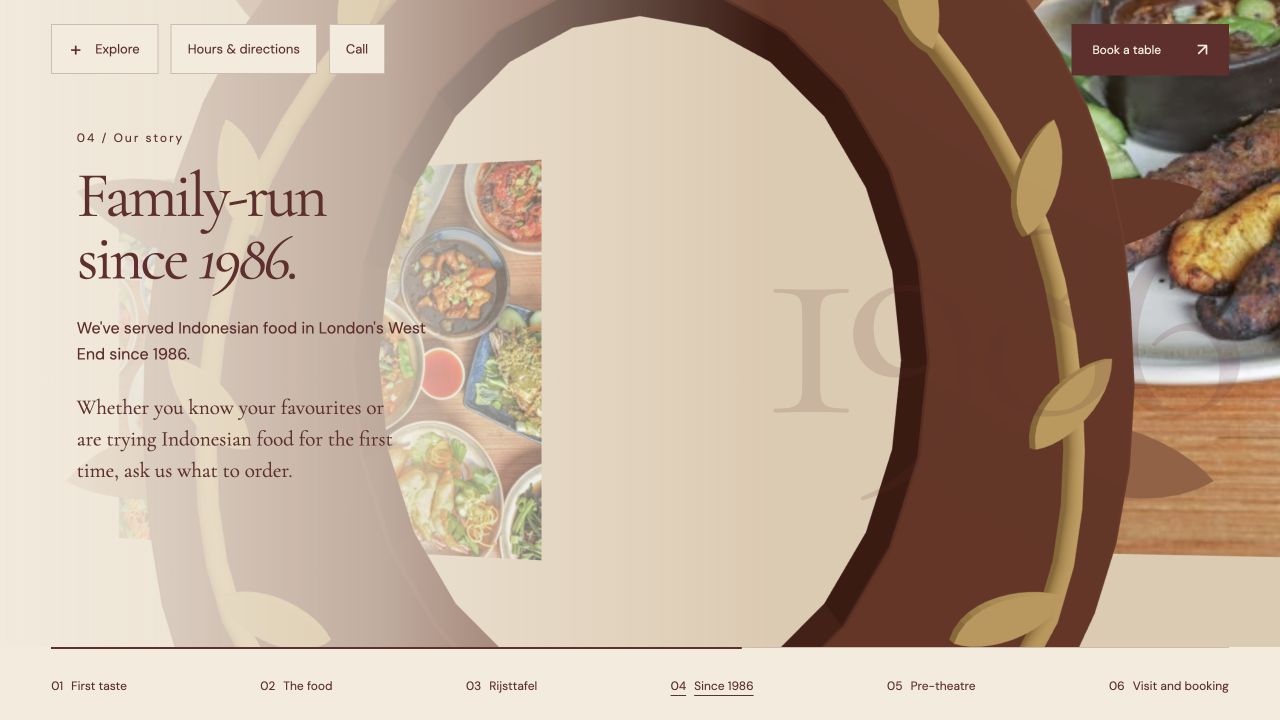 + Explore
Hours & directions
Call
Book a table
04 / Our story
Family-run
since 1986.
We've served Indonesian food in London's West
End since 1986.
Whether you know your favourites or
are trying Indonesian food for the first
time, ask us what to order.
1986
01 First taste
02 The food
03 Rijsttafel
04 Since 1986
05 Pre-theatre
06 Visit and booking